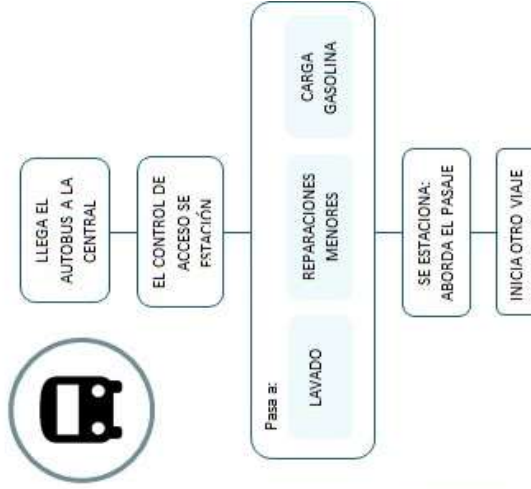 LLEGA EL
AUTOBUS A LA
CENTRAL
EL CONTROL DE
ACCESO SE
ESTACIÓN
Pasa a:
LAVADO
REPARACIONES
MENORES
CARGA
GASOLINA
SE ESTACIONA:
ABORDA EL PASAJE
INICIA OTRO VIAJE